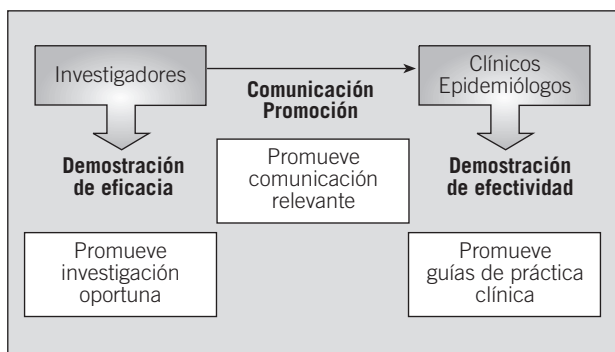 Investigadores
Comunicación
Promoción
Clínicos
Epidemiólogos
Demostración
de eficacia
Promueve
comunicación
relevante
Demostración
de efectividad
Promueve
investigación
oportuna
Promueve
guías de práctica
clínica